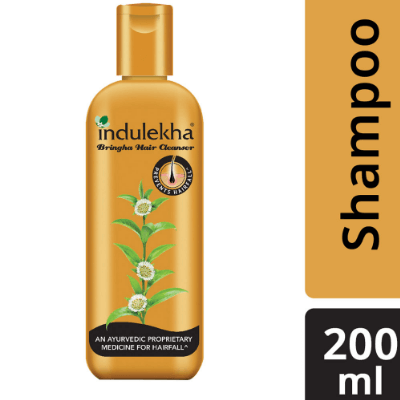 indulekha®
Bringha Hair Cleanser
PREVENTS HAIRFALL^
AN AYURVEDIC PROPRIETARY
MEDICINE FOR HAIRFALL^
Shampoo
200
ml